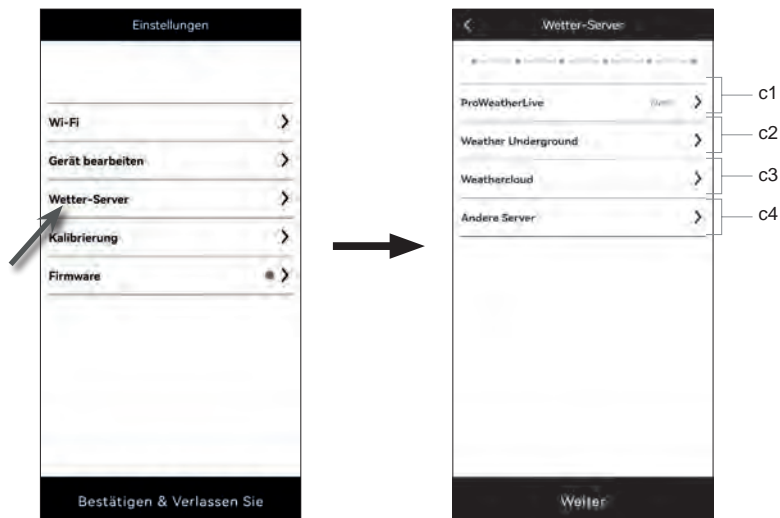 Einstellungen
Wi-Fi
Gerät bearbeiten
Wetter-Server
Kalibrierung
Firmware
Bestätigen & Verlassen Sie
Wetter-Server
ProWeatherLive
Weather Underground
Weathercloud
Andere Server
Weiter
c1
c2
c3
c4